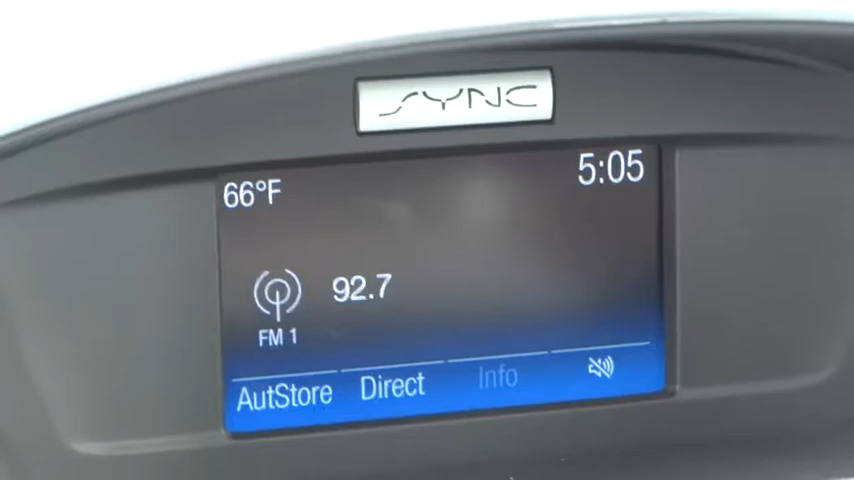 SYNC
66°F 5:05
92.7
FM 1
AutStore Direct Info